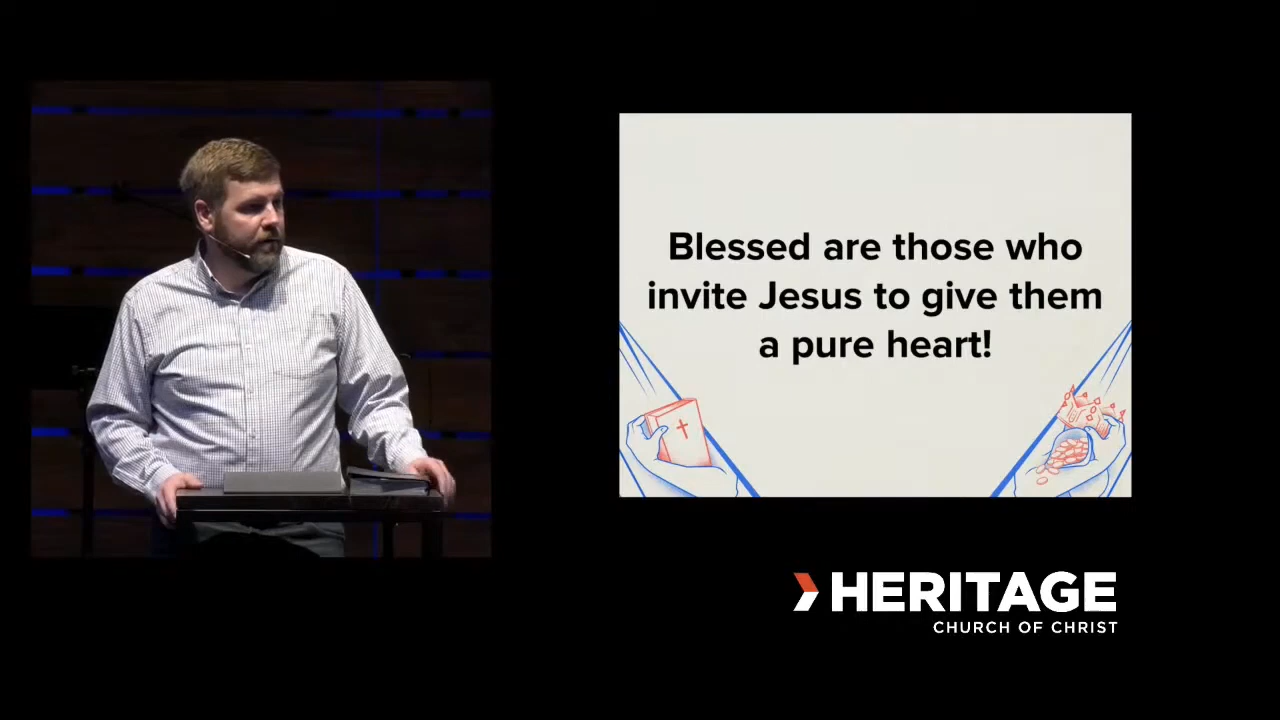 Blessed are those who
invite Jesus to give them
a pure heart!
HERITAGE
CHURCH OF CHRIST